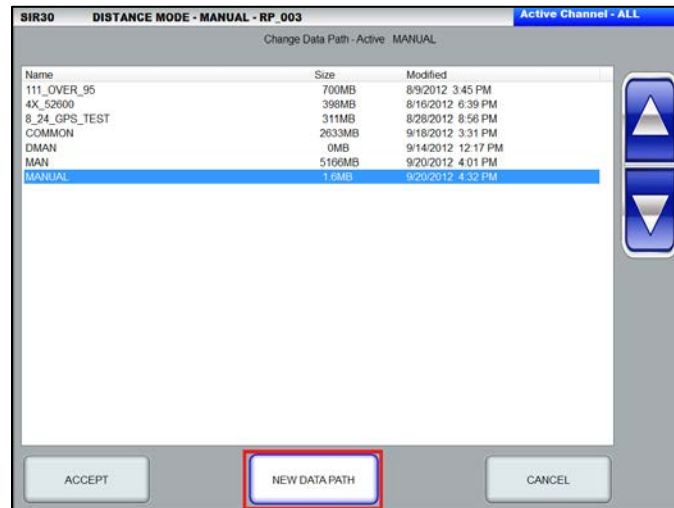 SIR30 DISTANCE MODE - MANUAL - RP_003 Active Channel - ALL
Change Data Path - Active MANUAL
Name Size Modified
111_OVER_95 700MB 8/9/2012 3:45 PM
4X_52600 398MB 8/16/2012 6:39 PM
8_24_GPS_TEST 311MB 8/28/2012 8:56 PM
COMMON 2633MB 9/18/2012 3:31 PM
DMAN 0MB 9/14/2012 12:17 PM
MAN 5166MB 9/20/2012 4:01 PM
MANUAL 1.6MB 9/20/2012 4:32 PM
ACCEPT NEW DATA PATH CANCEL